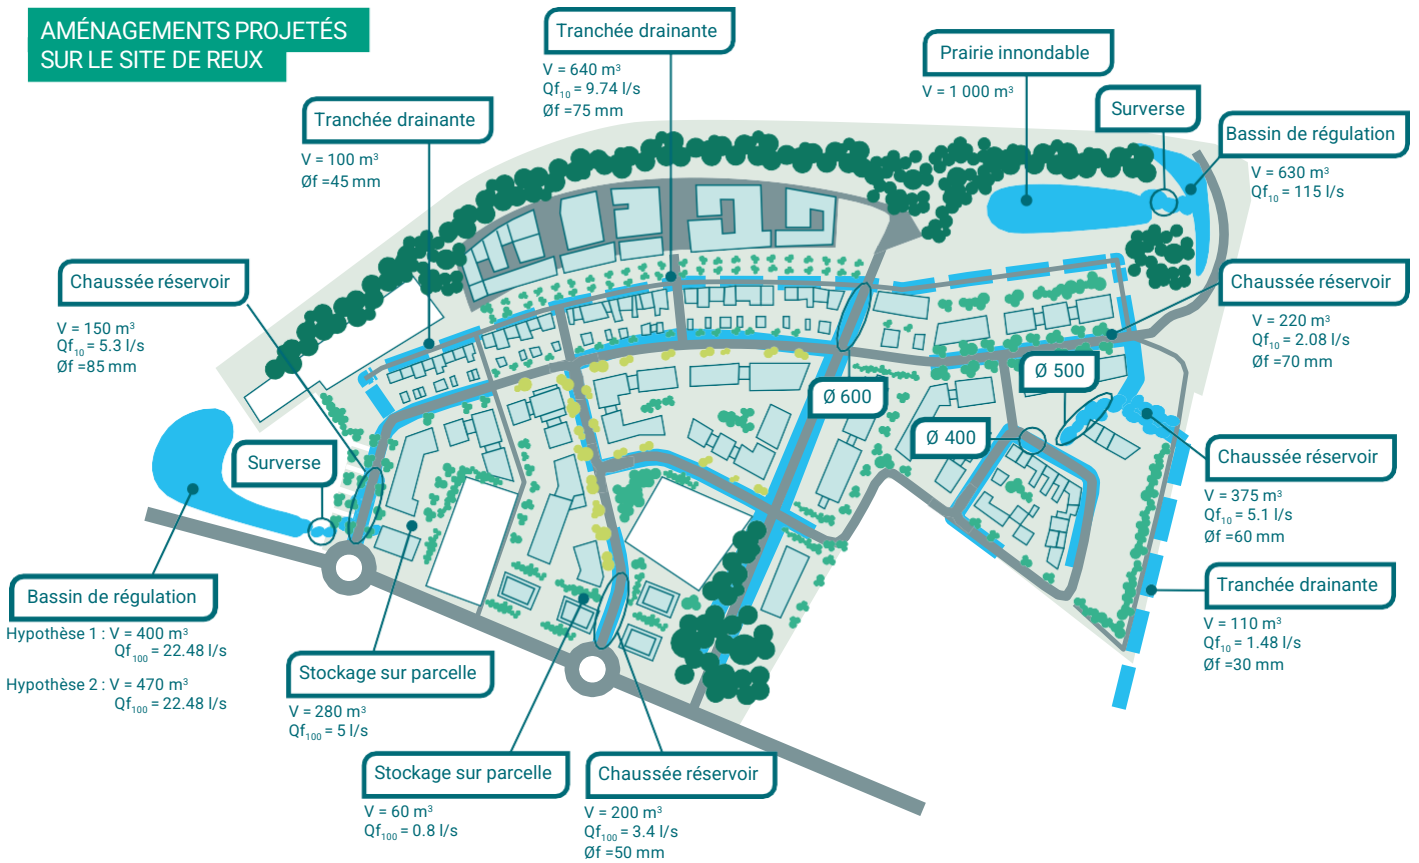 AMÉNAGEMENTS PROJETÉS
SUR LE SITE DE REUX
Tranchée drainante
V = 640 m³
Qf₁₀ = 9.74 l/s
Øf =75 mm
Prairie innondable
V = 1 000 m³
Surverse
Bassin de régulation
V = 630 m³
Qf₁₀ = 115 l/s
Tranchée drainante
V = 100 m³
Øf =45 mm
Chaussée réservoir
V = 150 m³
Qf₁₀ = 5.3 l/s
Øf =85 mm
Chaussée réservoir
V = 220 m³
Qf₁₀ = 2.08 l/s
Øf =70 mm
Ø 500
Ø 600
Ø 400
Surverse
Chaussée réservoir
V = 375 m³
Qf₁₀ = 5.1 l/s
Øf =60 mm
Bassin de régulation
Hypothèse 1 : V = 400 m³
Qf₁₀₀ = 22.48 l/s
Hypothèse 2 : V = 470 m³
Qf₁₀₀ = 22.48 l/s
Tranchée drainante
V = 110 m³
Qf₁₀ = 1.48 l/s
Øf =30 mm
Stockage sur parcelle
V = 280 m³
Qf₁₀₀ = 5 l/s
Stockage sur parcelle
V = 60 m³
Qf₁₀₀ = 0.8 l/s
Chaussée réservoir
V = 200 m³
Qf₁₀₀ = 3.4 l/s
Øf =50 mm